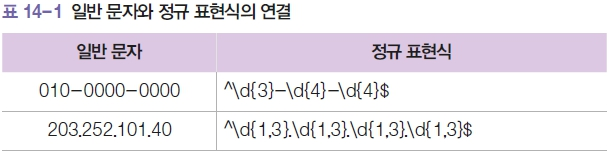 표 14-1 일반 문자와 정규 표현식의 연결
일반 문자 정규 표현식
010-0000-0000 ^\d{3}-\d{4}-\d{4}$
203.252.101.40 ^\d{1,3}.\d{1,3}.\d{1,3}.\d{1,3}$